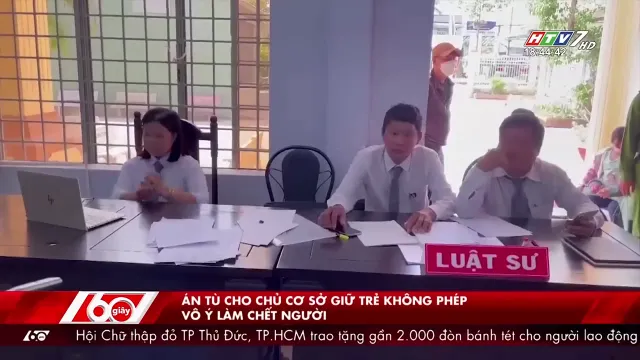 HTV7 HD
LUẬT SƯ
60 giây
ÁN TÙ CHO CHỦ CƠ SỞ GIỮ TRẺ KHÔNG PHÉP
VÔ Ý LÀM CHẾT NGƯỜI
60 Hội Chữ thập đỏ TP Thủ Đức, TP.HCM trao tặng gần 2.000 đòn bánh tét cho người lao động